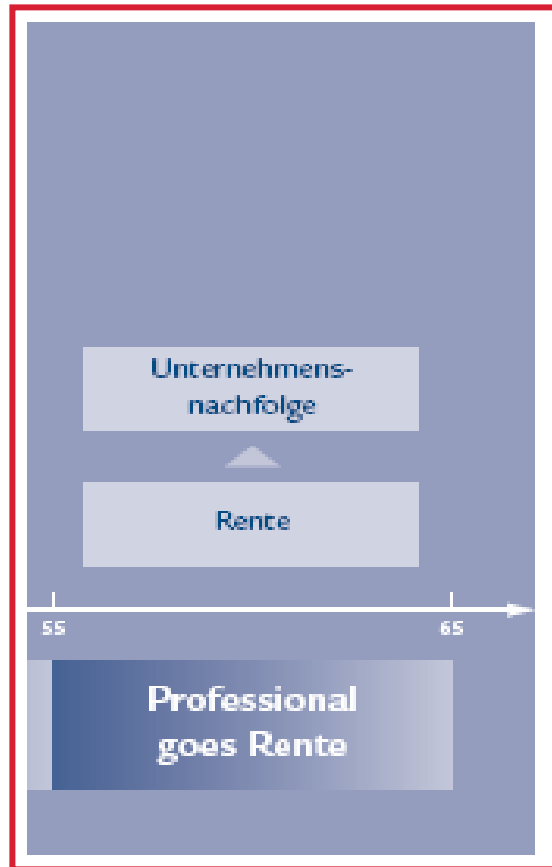 Unternehmens-
nachfolge
Rente
55 65
Professional
goes Rente